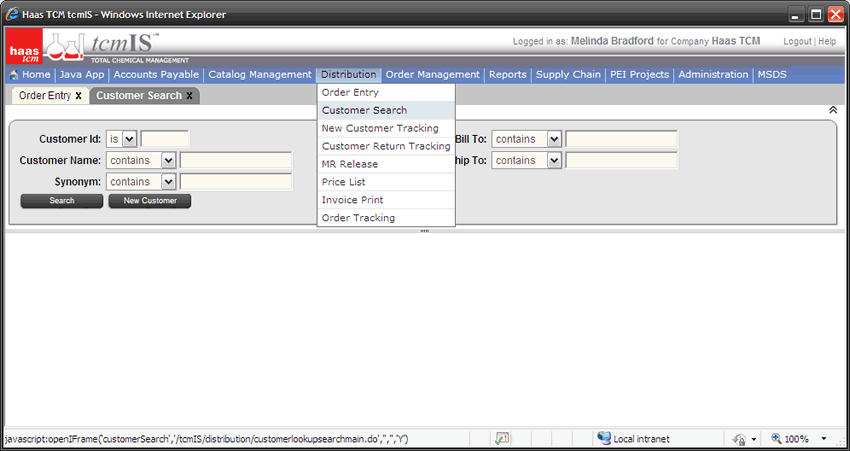 Haas TCM tcmIS - Windows Internet Explorer
haas tcm
tcmIS™
TOTAL CHEMICAL MANAGEMENT
Logged in as: Melinda Bradford for Company Haas TCM
Logout | Help
Home | Java App | Accounts Payable | Catalog Management | Distribution | Order Management | Reports | Supply Chain | PEI Projects | Administration | MSDS
Order Entry x
Customer Search x
Order Entry
Customer Search
New Customer Tracking
Customer Return Tracking
MR Release
Price List
Invoice Print
Order Tracking
Customer Id: is
Bill To: contains
Customer Name: contains
hip To: contains
Synonym: contains
Search
New Customer
javascript:openIFrame('customerSearch','/tcmIS/distribution/customerlookupsearchmain.do','','','Y')
Local intranet
100%